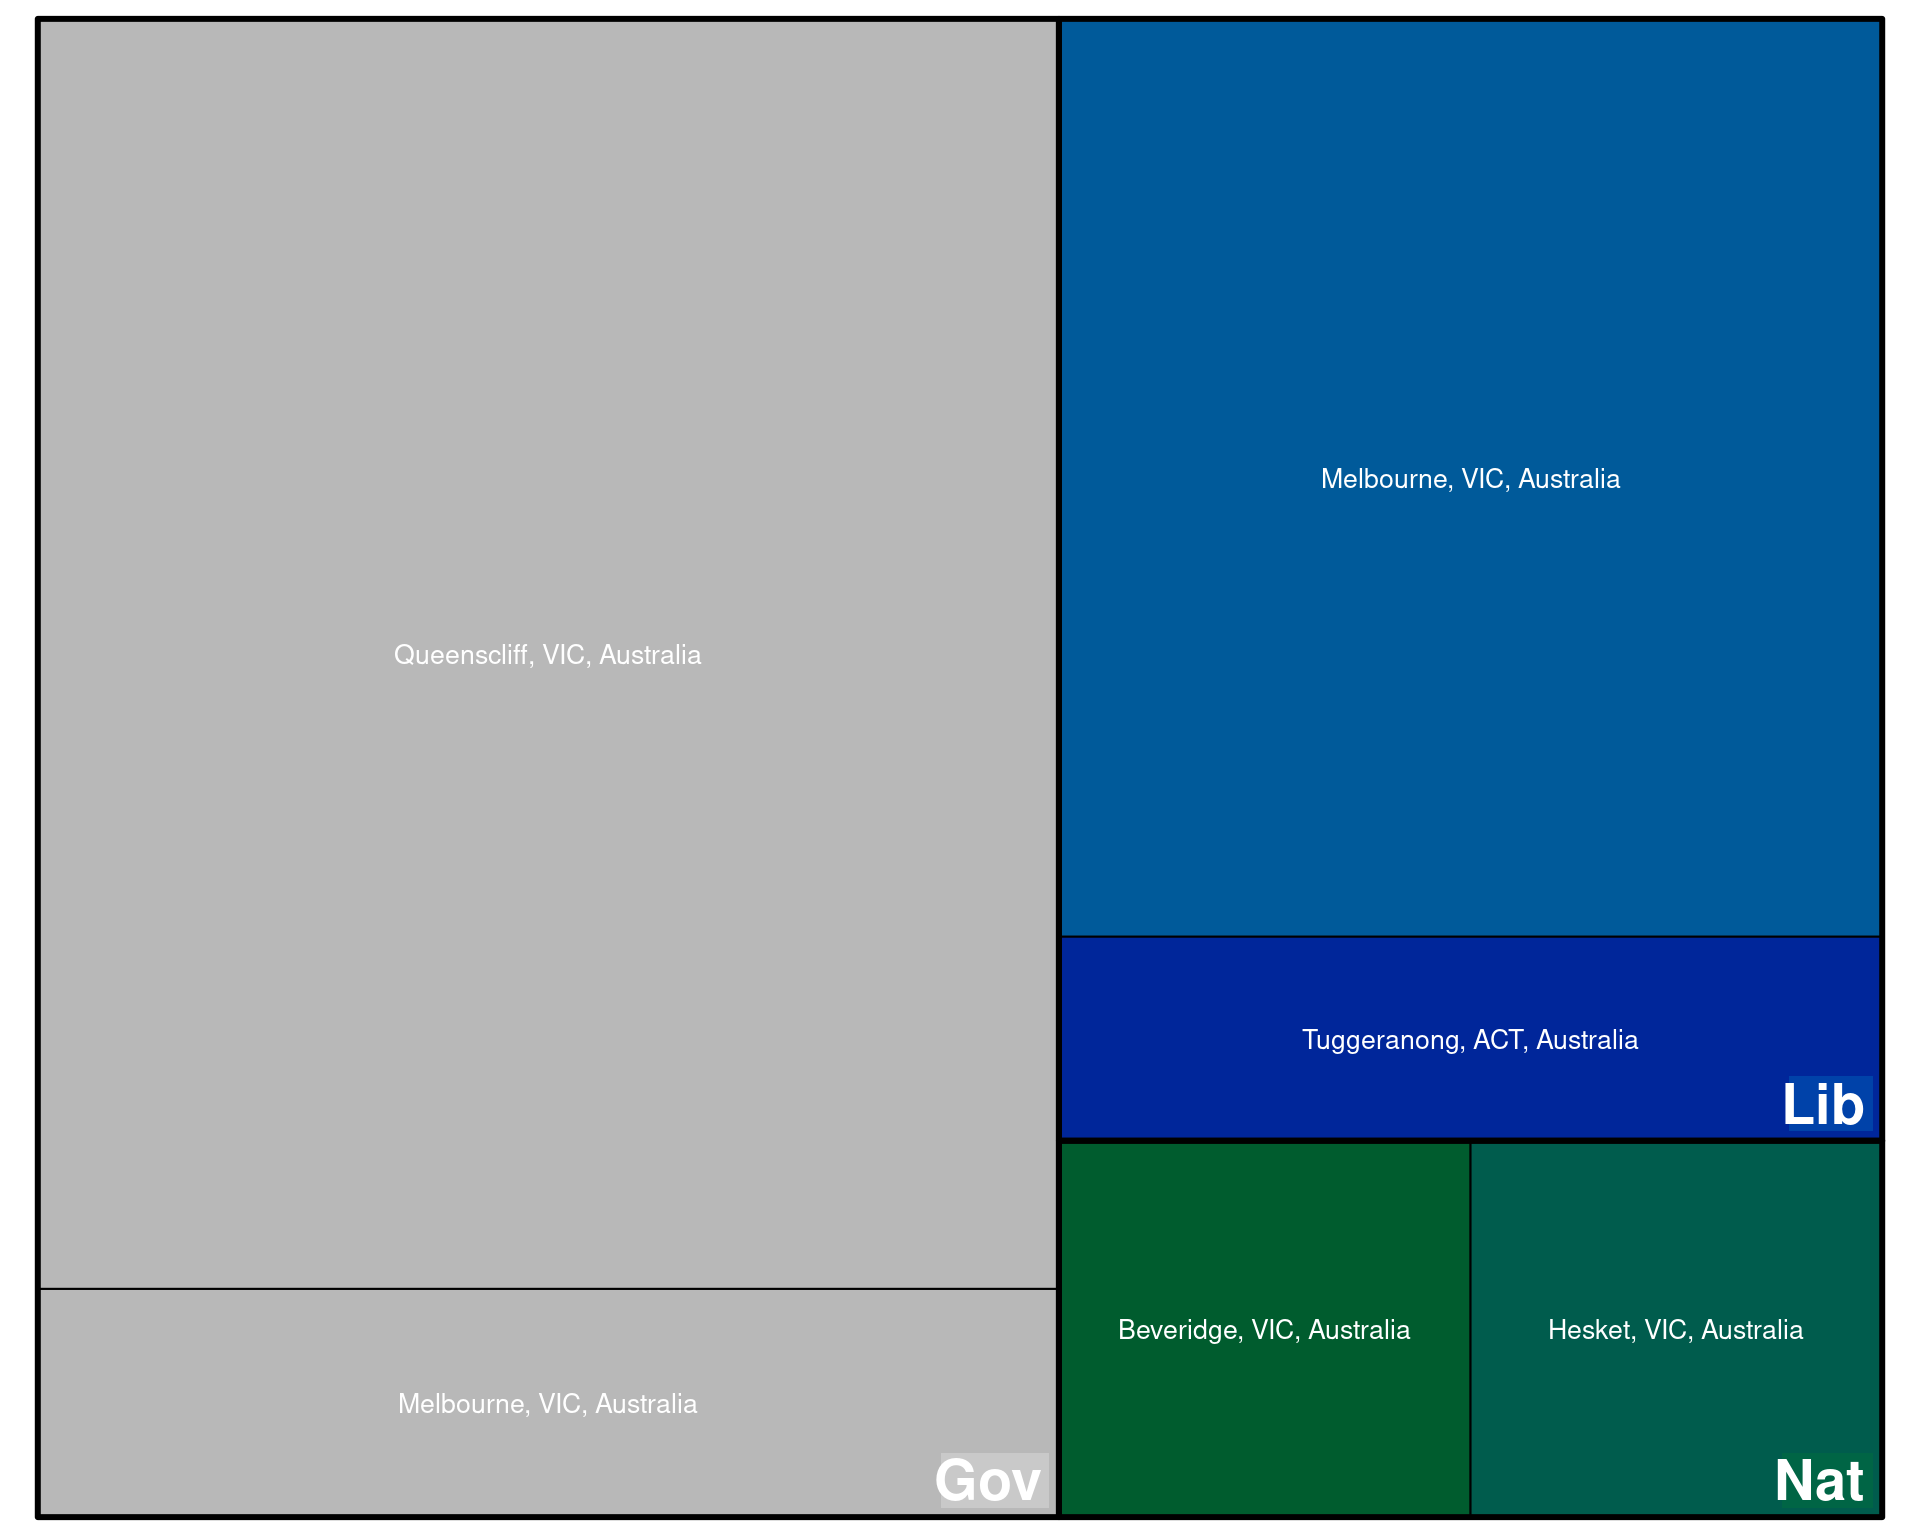 Queenscliff, VIC, Australia
Melbourne, VIC, Australia
Gov
Melbourne, VIC, Australia
Tuggeranong, ACT, Australia
Lib
Beveridge, VIC, Australia
Hesket, VIC, Australia
Nat